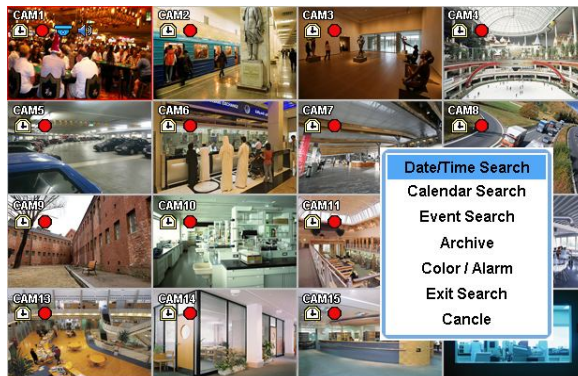 CAM1
CAM2
CAM3
CAM4
CAM5
CAM6
CAM7
CAM8
CAM9
CAM10
CAM11
CAM13
CAM14
CAM15
Date/Time Search
Calendar Search
Event Search
Archive
Color / Alarm
Exit Search
Cancle